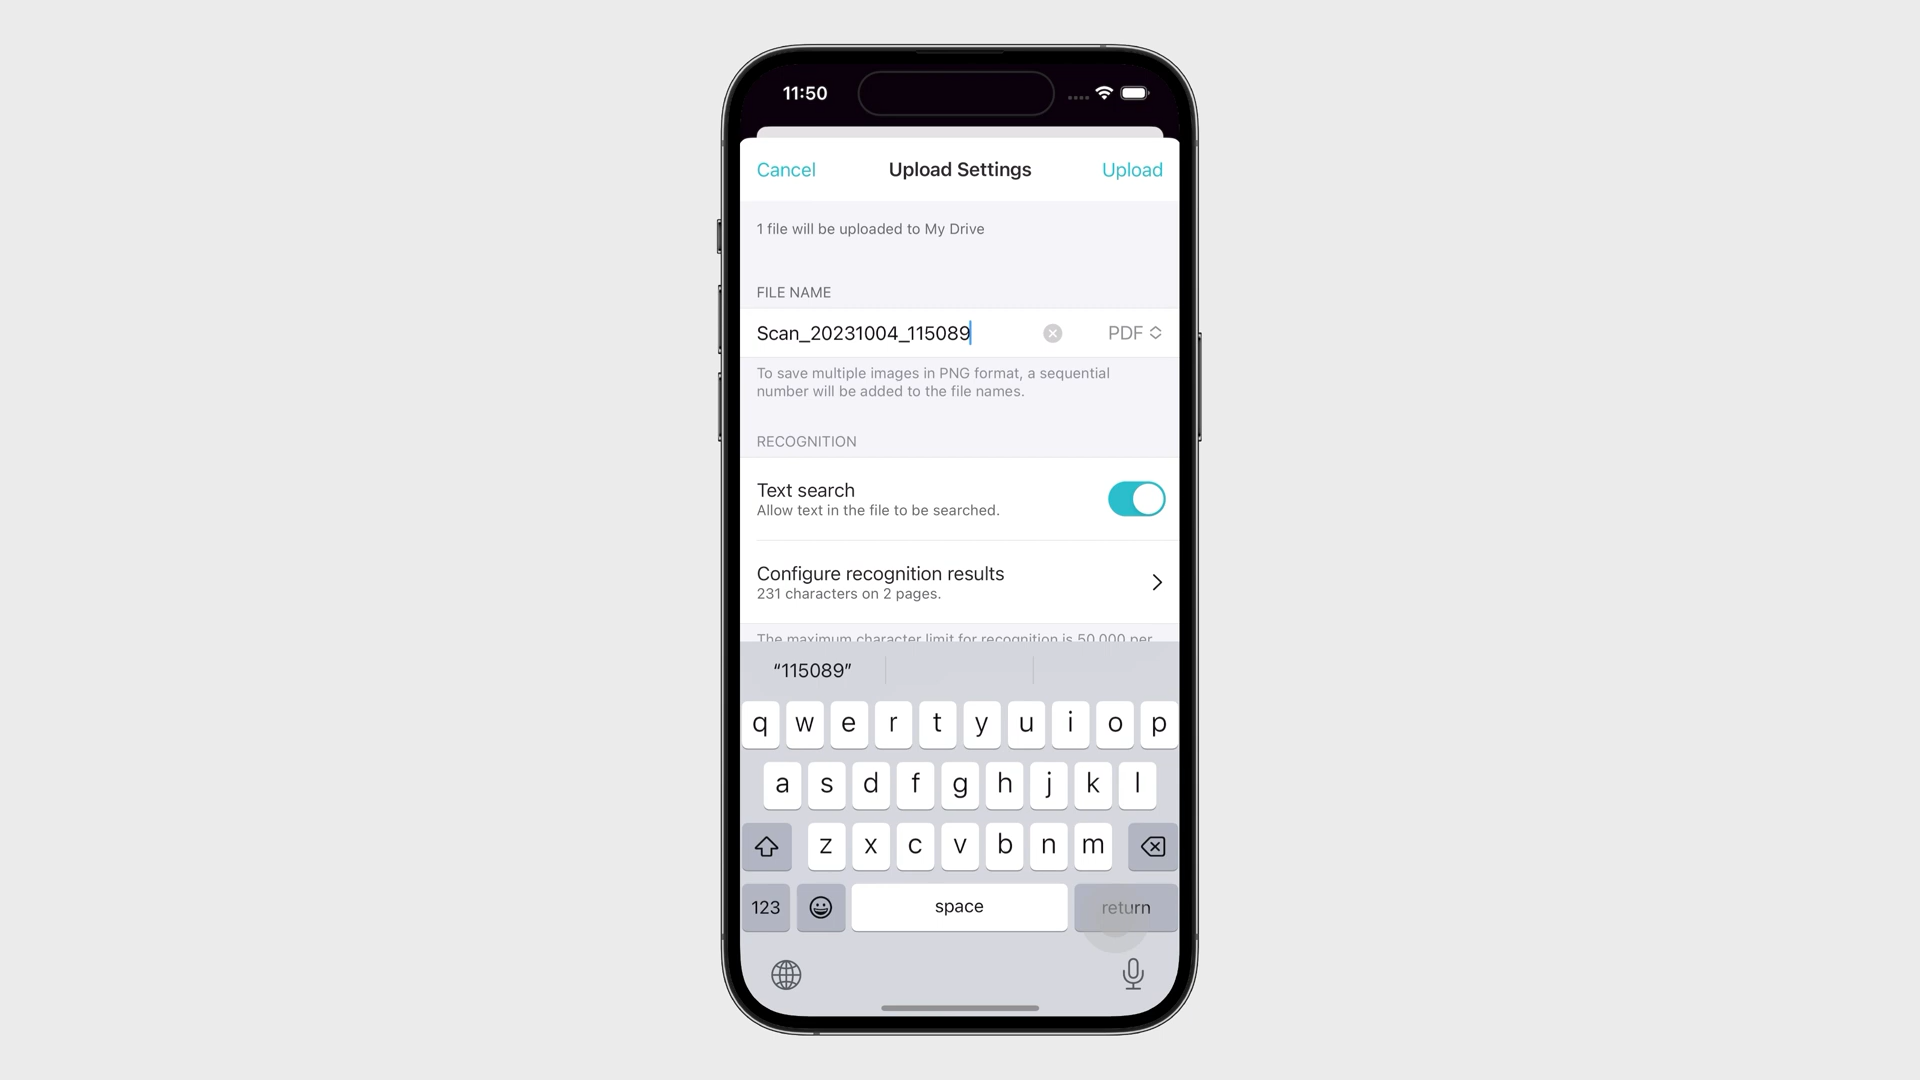 11:50
Cancel Upload Settings Upload
1 file will be uploaded to My Drive
FILE NAME
Scan_20231004_115089 PDF
To save multiple images in PNG format, a sequential
number will be added to the file names.
RECOGNITION
Text search
Allow text in the file to be searched.
Configure recognition results
231 characters on 2 pages.
The maximum character limit for recognition is 50,000 per
“115089”
q w e r t y u i o p
a s d f g h j k l
z x c v b n m
123 space return